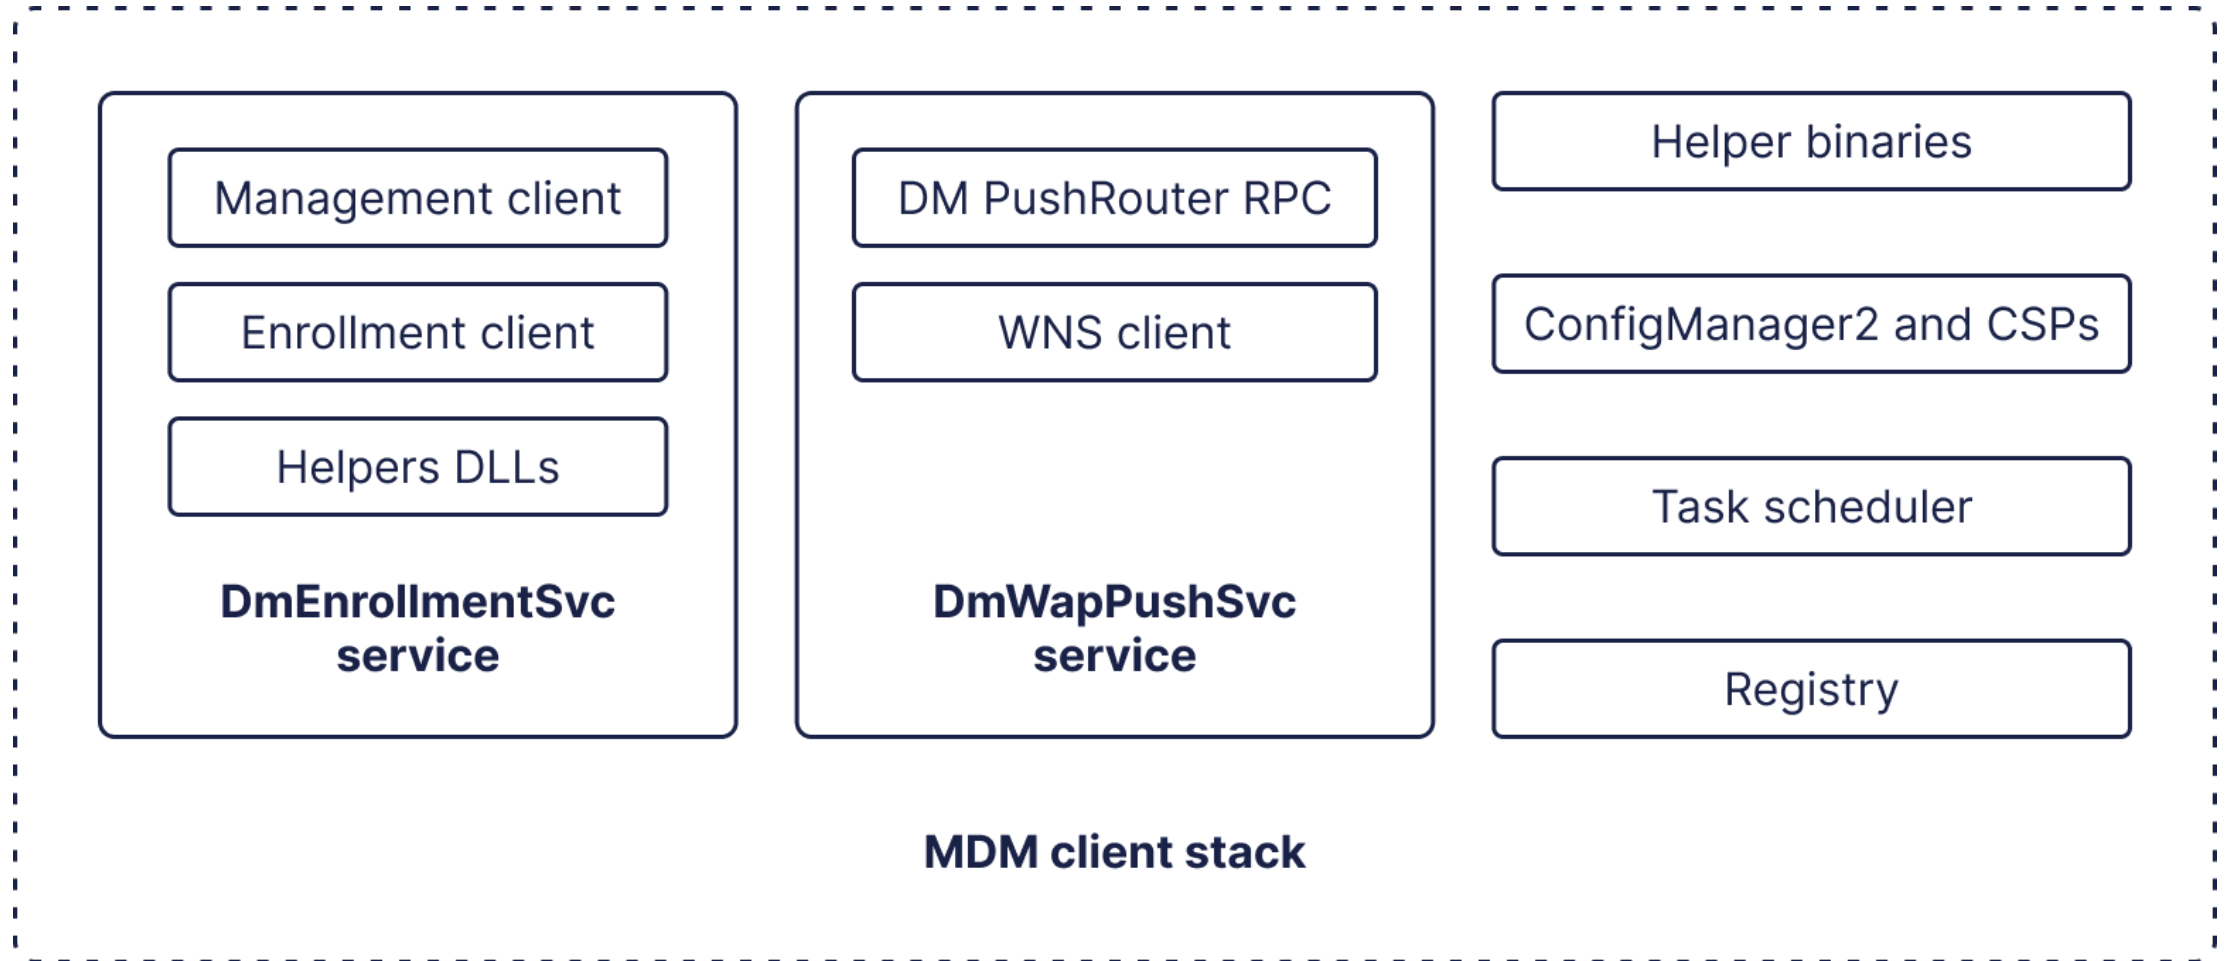 Management client
Enrollment client
Helpers DLLs
DmEnrollmentSvc
service
DM PushRouter RPC
WNS client
DmWapPushSvc
service
Helper binaries
ConfigManager2 and CSPs
Task scheduler
Registry
MDM client stack